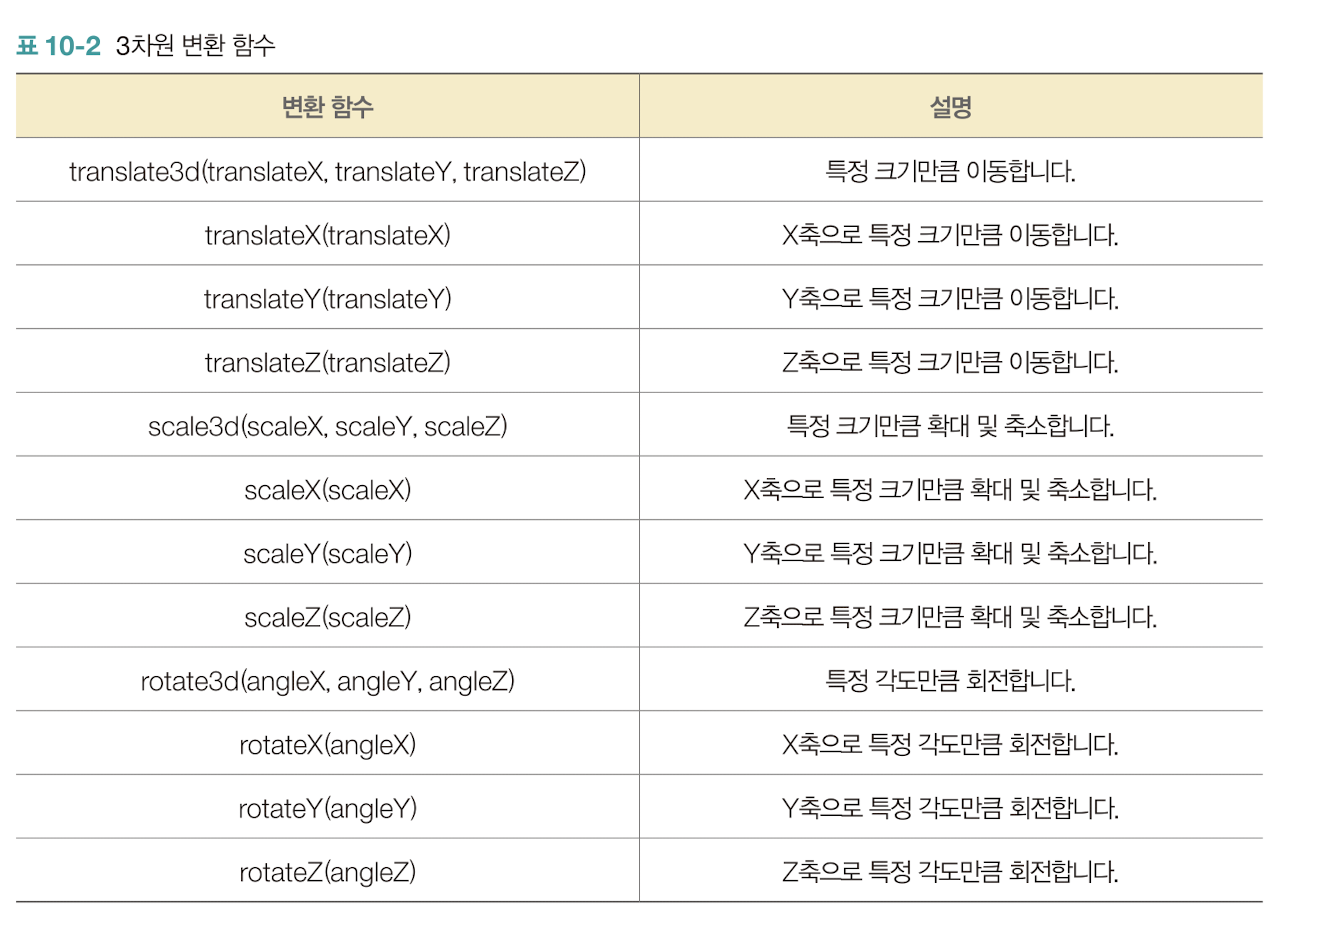 표 10-2 3차원 변환 함수
변환 함수 설명
translate3d(translateX, translateY, translateZ) 특정 크기만큼 이동합니다.
translateX(translateX) X축으로 특정 크기만큼 이동합니다.
translateY(translateY) Y축으로 특정 크기만큼 이동합니다.
translateZ(translateZ) Z축으로 특정 크기만큼 이동합니다.
scale3d(scaleX, scaleY, scaleZ) 특정 크기만큼 확대 및 축소합니다.
scaleX(scaleX) X축으로 특정 크기만큼 확대 및 축소합니다.
scaleY(scaleY) Y축으로 특정 크기만큼 확대 및 축소합니다.
scaleZ(scaleZ) Z축으로 특정 크기만큼 확대 및 축소합니다.
rotate3d(angleX, angleY, angleZ) 특정 각도만큼 회전합니다.
rotateX(angleX) X축으로 특정 각도만큼 회전합니다.
rotateY(angleY) Y축으로 특정 각도만큼 회전합니다.
rotateZ(angleZ) Z축으로 특정 각도만큼 회전합니다.